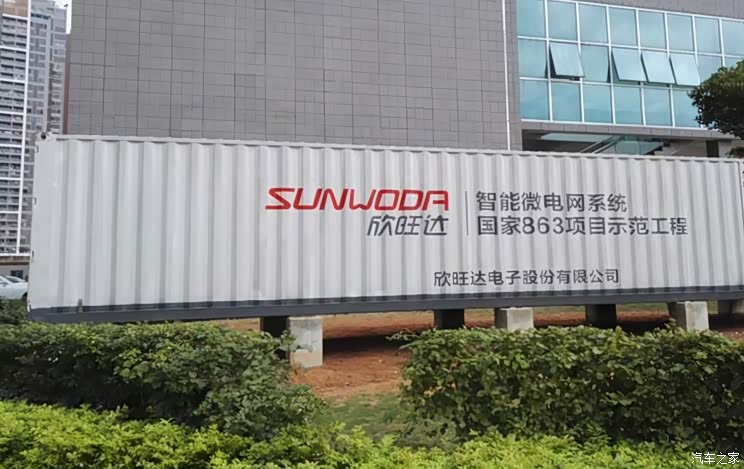 SUNWODA
欣旺达
智能微电网系统
国家863项目示范工程
欣旺达电子股份有限公司
汽车之家